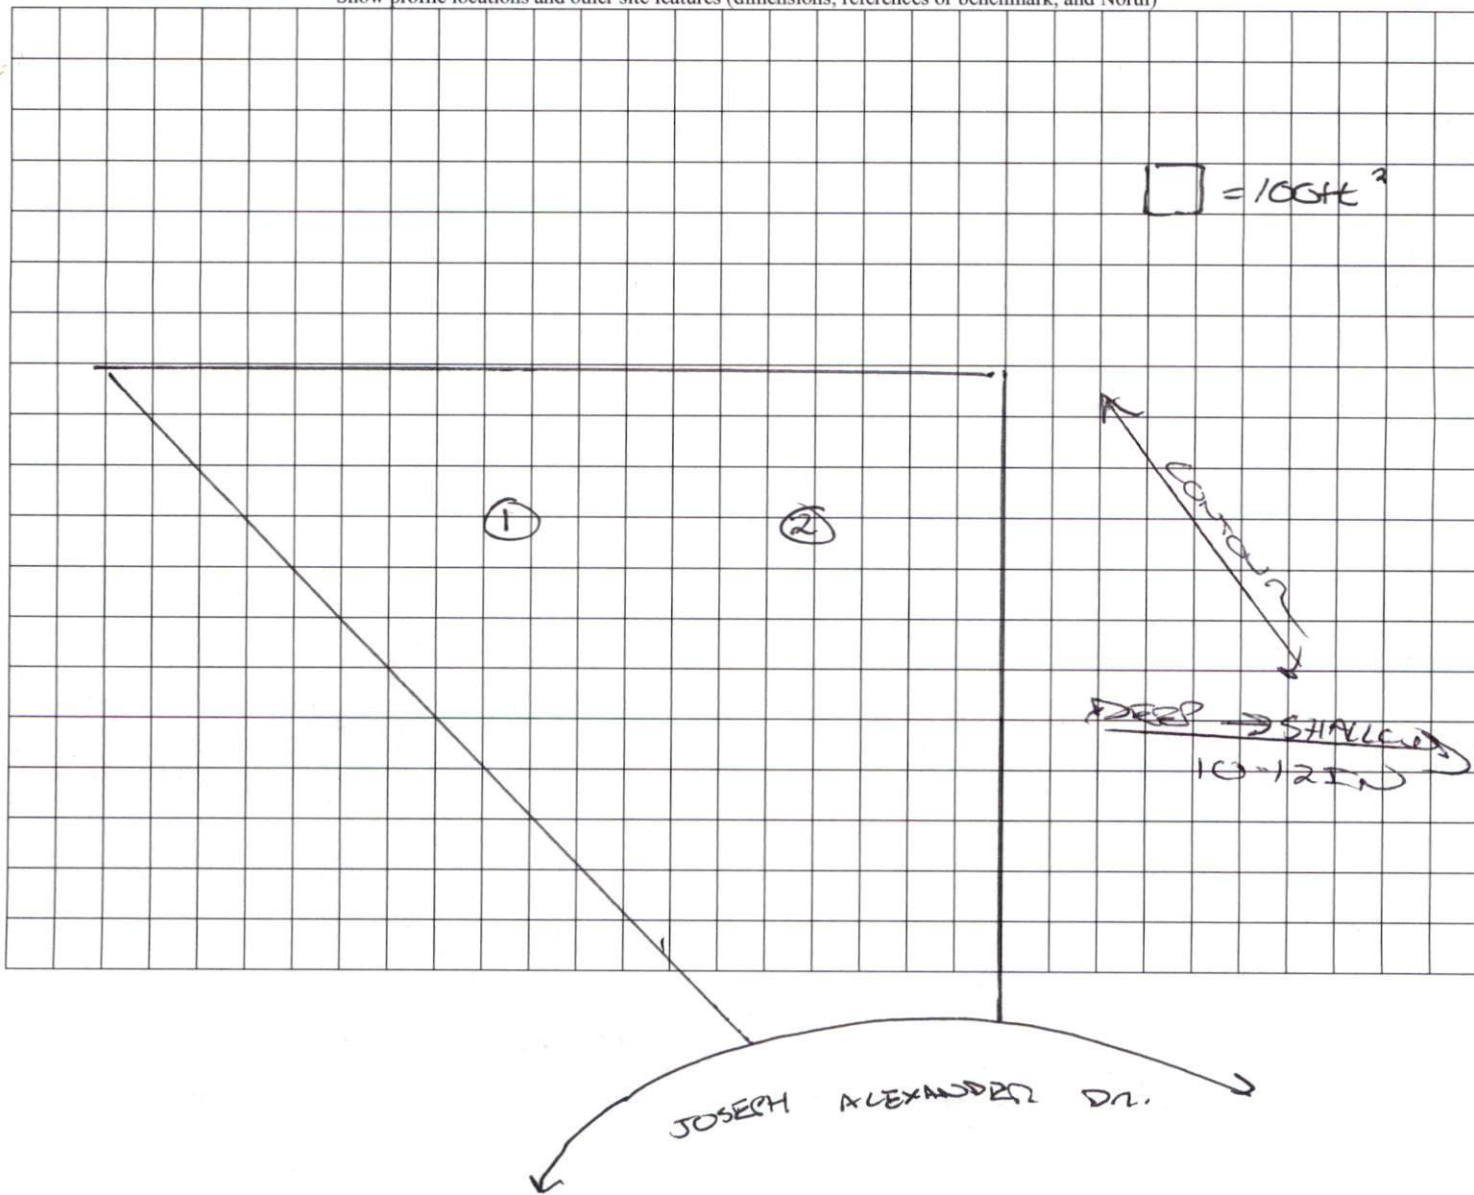 Show profile locations and other site features (dimensions, references or benchmark, and North)
= 100ft²
①
②
CONTOUR
DEEP → SHALLOW
10-12 IN
JOSEPH ALEXANDER DR.